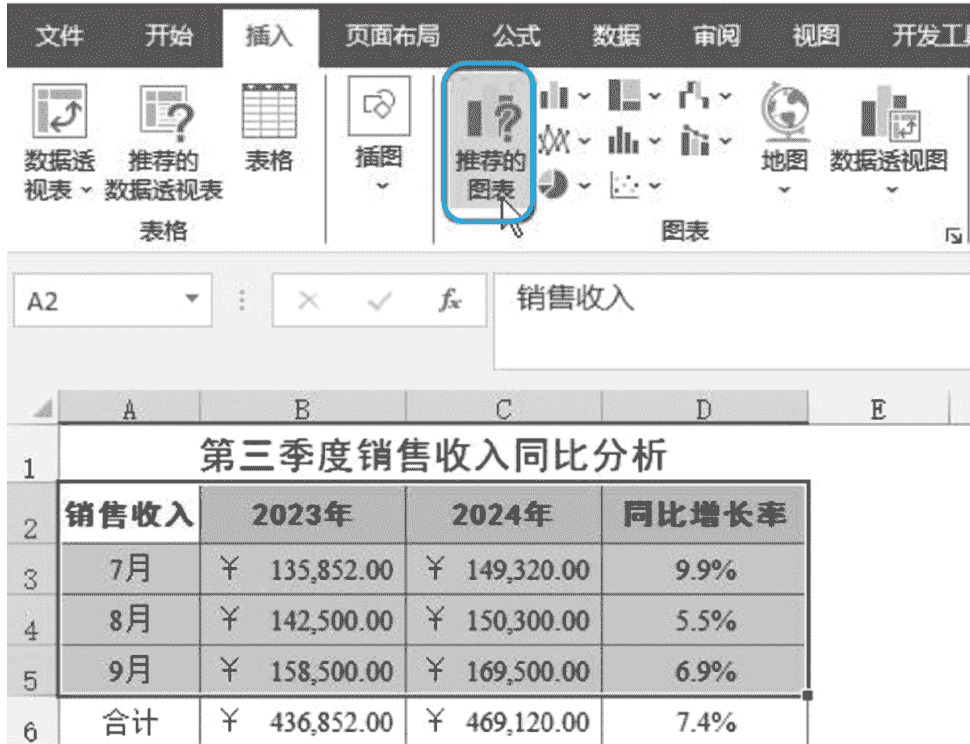 文件 开始 插入 页面布局 公式 数据 审阅 视图 开发工具
数据透视表 推荐的数据透视表 表格 插图 推荐的图表 地图 数据透视图
表格 图表
A2 fx 销售收入
A B C D E
1 第三季度销售收入同比分析
2 销售收入 2023年 2024年 同比增长率
3 7月 ¥ 135,852.00 ¥ 149,320.00 9.9%
4 8月 ¥ 142,500.00 ¥ 150,300.00 5.5%
5 9月 ¥ 158,500.00 ¥ 169,500.00 6.9%
6 合计 ¥ 436,852.00 ¥ 469,120.00 7.4%